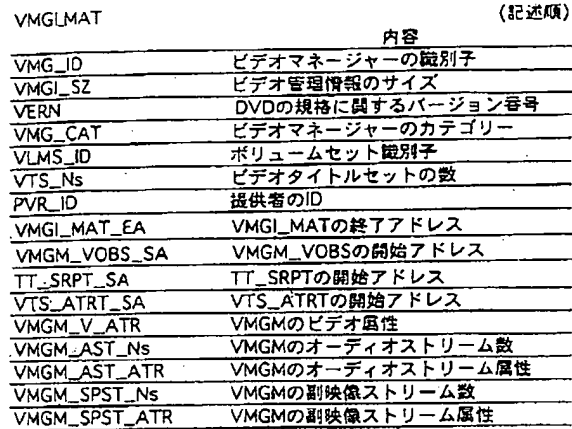 VMGI_MAT (記述順)
内容
VMG_ID ビデオマネージャーの識別子
VMGI_SZ ビデオ管理情報のサイズ
VERN DVDの規格に関するバージョン番号
VMG_CAT ビデオマネージャーのカテゴリー
VLMS_ID ボリュームセット識別子
VTS_Ns ビデオタイトルセットの数
PVR_ID 提供者のID
VMGI_MAT_EA VMGI_MATの終了アドレス
VMGM_VOBS_SA VMGM_VOBSの開始アドレス
TT_SRPT_SA TT_SRPTの開始アドレス
VTS_ATRT_SA VTS_ATRTの開始アドレス
VMGM_V_ATR VMGMのビデオ属性
VMGM_AST_Ns VMGMのオーディオストリーム数
VMGM_AST_ATR VMGMのオーディオストリーム属性
VMGM_SPST_Ns VMGMの副映像ストリーム数
VMGM_SPST_ATR VMGMの副映像ストリーム属性